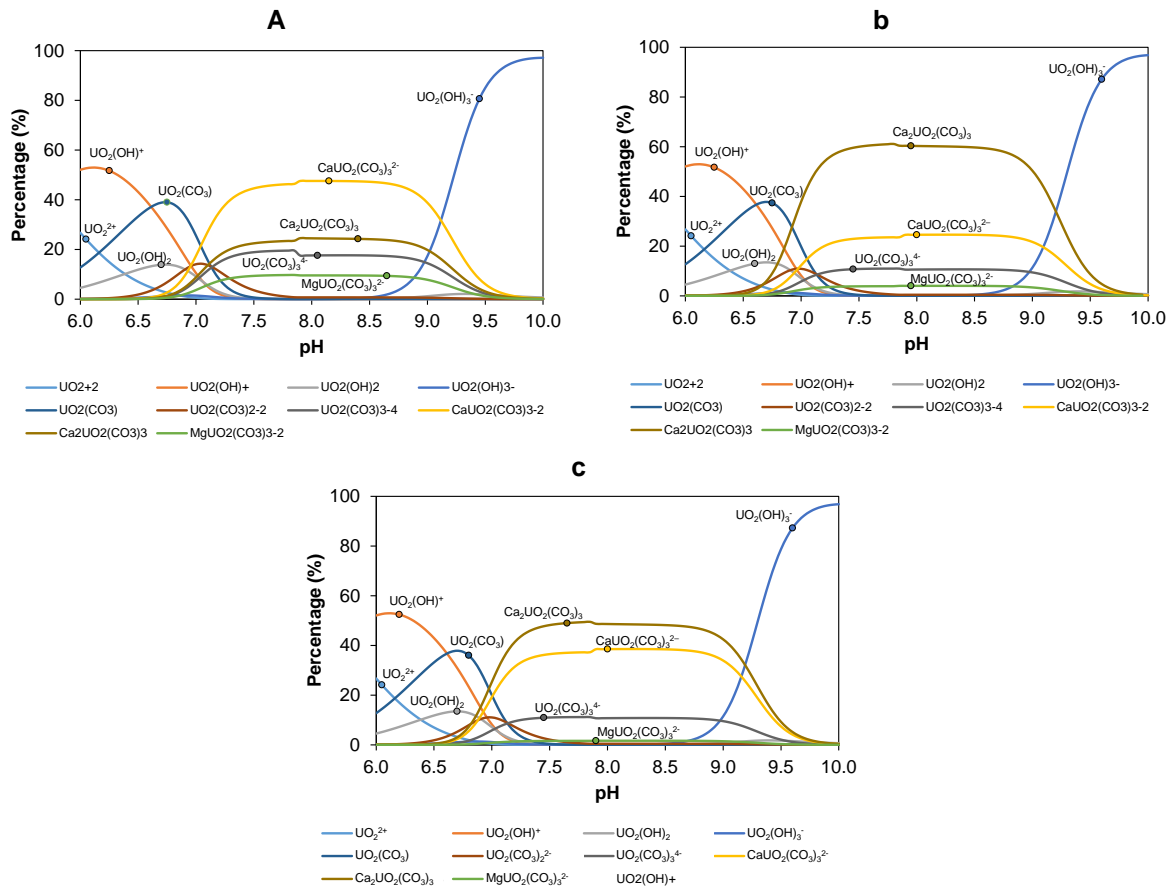 A
Percentage (%)
100
80
60
40
20
0
6.0 6.5 7.0 7.5 8.0 8.5 9.0 9.5 10.0
pH
UO₂(OH)₃⁻
UO₂(OH)⁺
UO₂(CO₃)
CaUO₂(CO₃)₃²⁻
UO₂²⁺
Ca₂UO₂(CO₃)₃
UO₂(OH)₂
UO₂(CO₃)₃⁴⁻
MgUO₂(CO₃)₃²⁻
UO2+2 UO2(OH)+ UO2(OH)2 UO2(OH)3-
UO2(CO3) UO2(CO3)2-2 UO2(CO3)3-4 CaUO2(CO3)3-2
Ca2UO2(CO3)3 MgUO2(CO3)3-2
b
Percentage (%)
100
80
60
40
20
0
6.0 6.5 7.0 7.5 8.0 8.5 9.0 9.5 10.0
pH
UO₂(OH)₃⁻
Ca₂UO₂(CO₃)₃
UO₂(OH)⁺
UO₂(CO₃)
UO₂²⁺
CaUO₂(CO₃)₃²⁻
UO₂(OH)₂
UO₂(CO₃)₃⁴⁻
MgUO₂(CO₃)₃²⁻
UO2+2 UO2(OH)+ UO2(OH)2 UO2(OH)3-
UO2(CO3) UO2(CO3)2-2 UO2(CO3)3-4 CaUO2(CO3)3-2
Ca2UO2(CO3)3 MgUO2(CO3)3-2
c
Percentage (%)
100
80
60
40
20
0
6.0 6.5 7.0 7.5 8.0 8.5 9.0 9.5 10.0
pH
UO₂(OH)₃⁻
UO₂(OH)⁺
Ca₂UO₂(CO₃)₃
UO₂(CO₃)
CaUO₂(CO₃)₃²⁻
UO₂²⁺
UO₂(OH)₂
UO₂(CO₃)₃⁴⁻
MgUO₂(CO₃)₃²⁻
UO₂²⁺ UO₂(OH)⁺ UO₂(OH)₂ UO₂(OH)₃⁻
UO₂(CO₃) UO₂(CO₃)₂²⁻ UO₂(CO₃)₃⁴⁻ CaUO₂(CO₃)₃²⁻
Ca₂UO₂(CO₃)₃ MgUO₂(CO₃)₃²⁻ UO2(OH)+